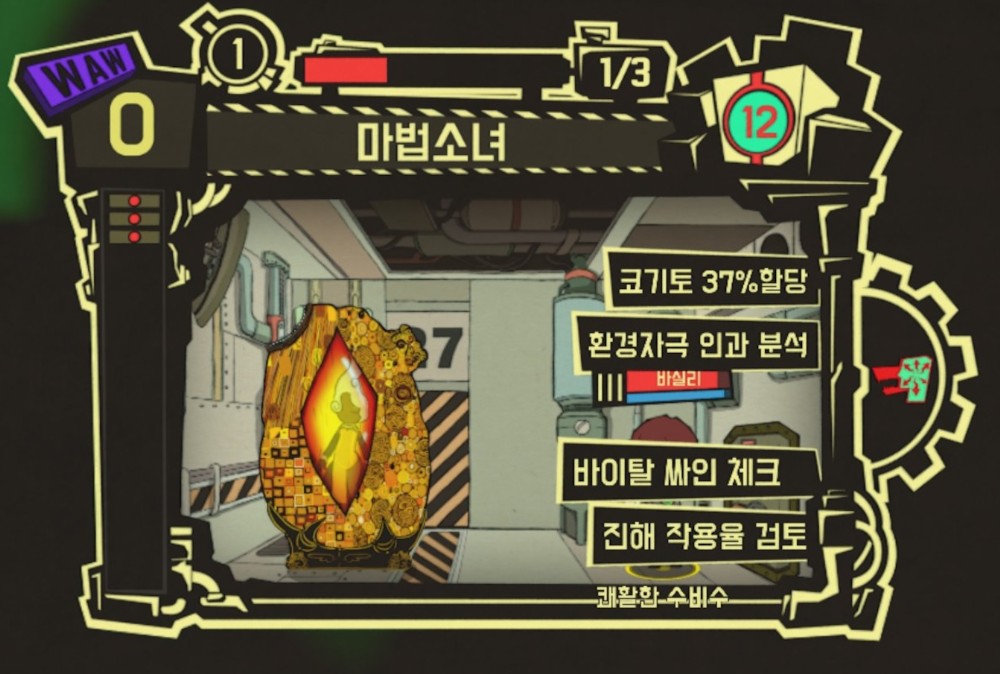 WAW
0
1
1/3
마법소녀
12
27
코기토 37%할당
환경자극 인과 분석
III
바실리
바이탈 싸인 체크
진해 작용율 검토
쾌활한 수비수